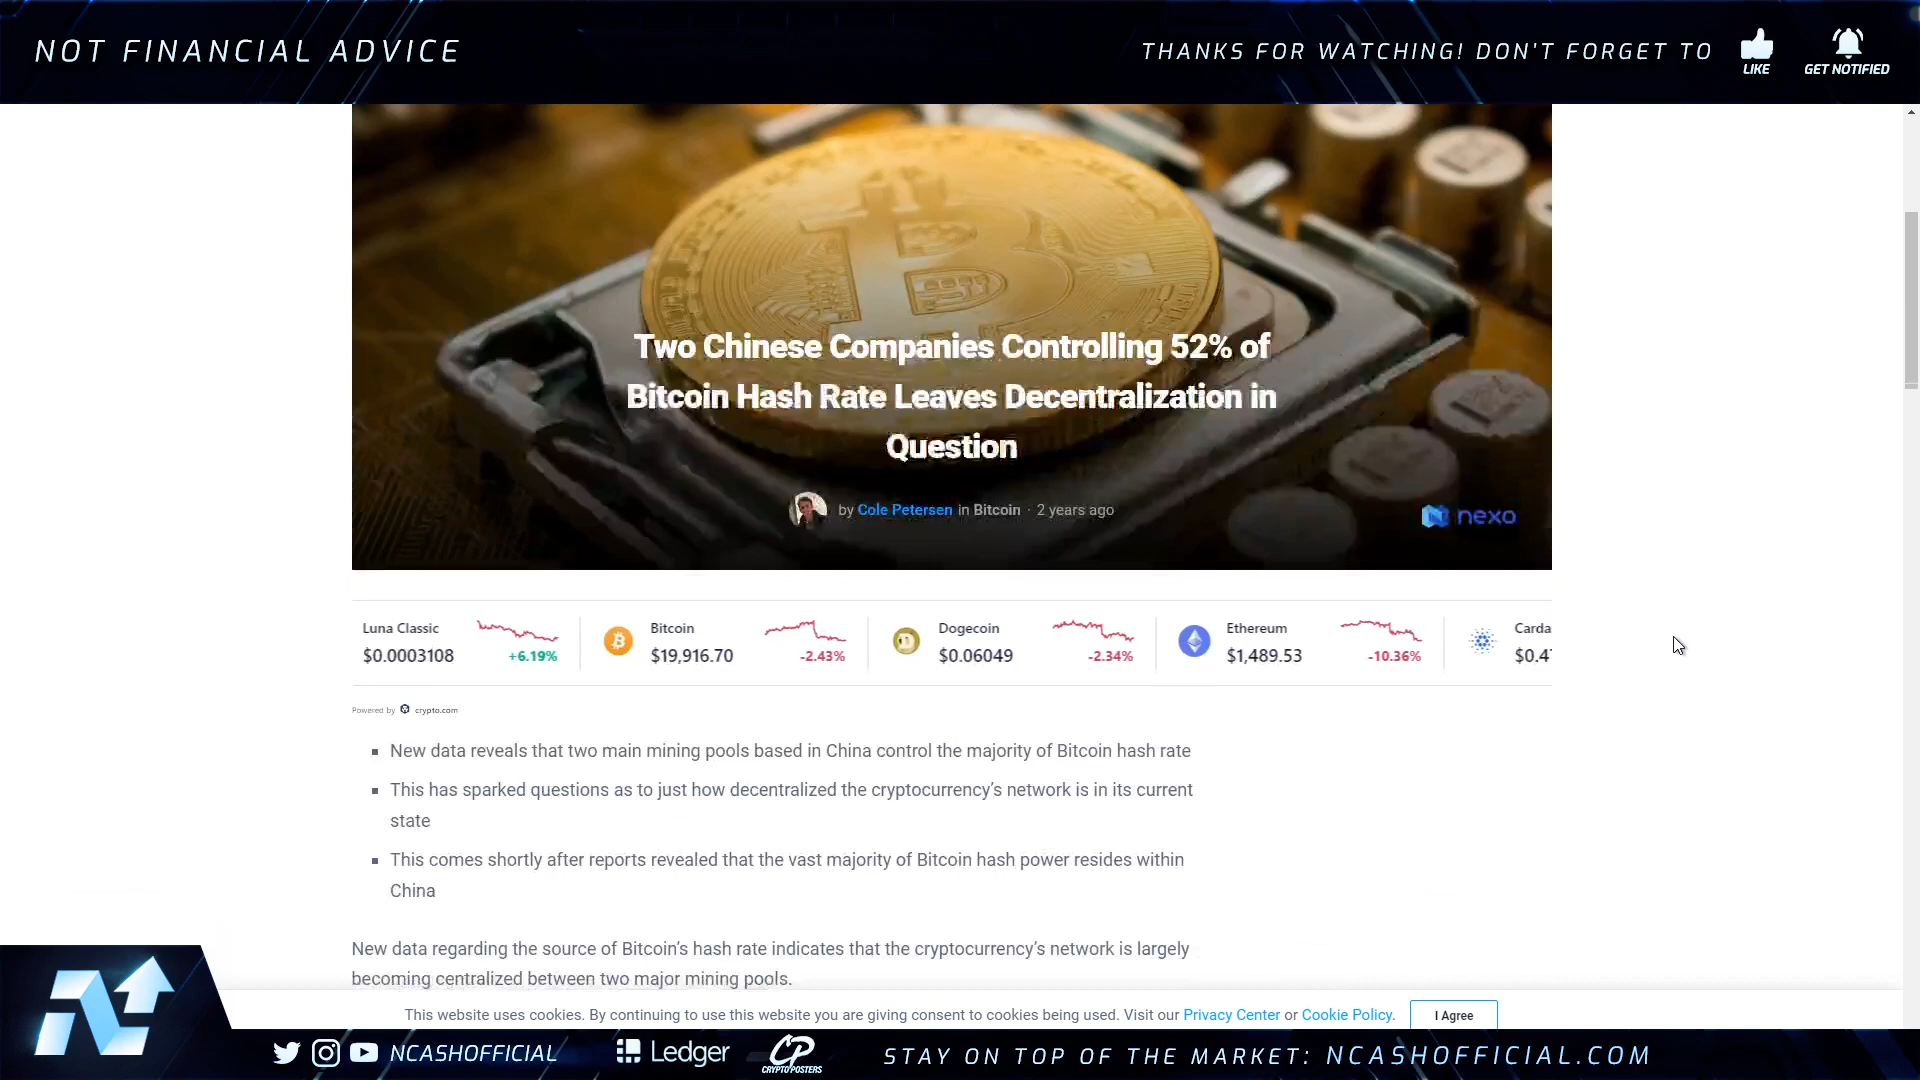 NOT FINANCIAL ADVICE
THANKS FOR WATCHING! DON'T FORGET TO
LIKE
GET NOTIFIED
Two Chinese Companies Controlling 52% of
Bitcoin Hash Rate Leaves Decentralization in
Question
by Cole Petersen in Bitcoin · 2 years ago
nexo
Luna Classic
$0.0003108 +6.19%
Bitcoin
$19,916.70 -2.43%
Dogecoin
$0.06049 -2.34%
Ethereum
$1,489.53 -10.36%
Carda
Powered by crypto.com
▪ New data reveals that two main mining pools based in China control the majority of Bitcoin hash rate
▪ This has sparked questions as to just how decentralized the cryptocurrency’s network is in its current
state
▪ This comes shortly after reports revealed that the vast majority of Bitcoin hash power resides within
China
New data regarding the source of Bitcoin’s hash rate indicates that the cryptocurrency’s network is largely
becoming centralized between two major mining pools.
This website uses cookies. By continuing to use this website you are giving consent to cookies being used. Visit our Privacy Center or Cookie Policy. I Agree
NCASHOFFICIAL
Ledger
CP
CRYPTOPOSTERS
STAY ON TOP OF THE MARKET: NCASHOFFICIAL.COM